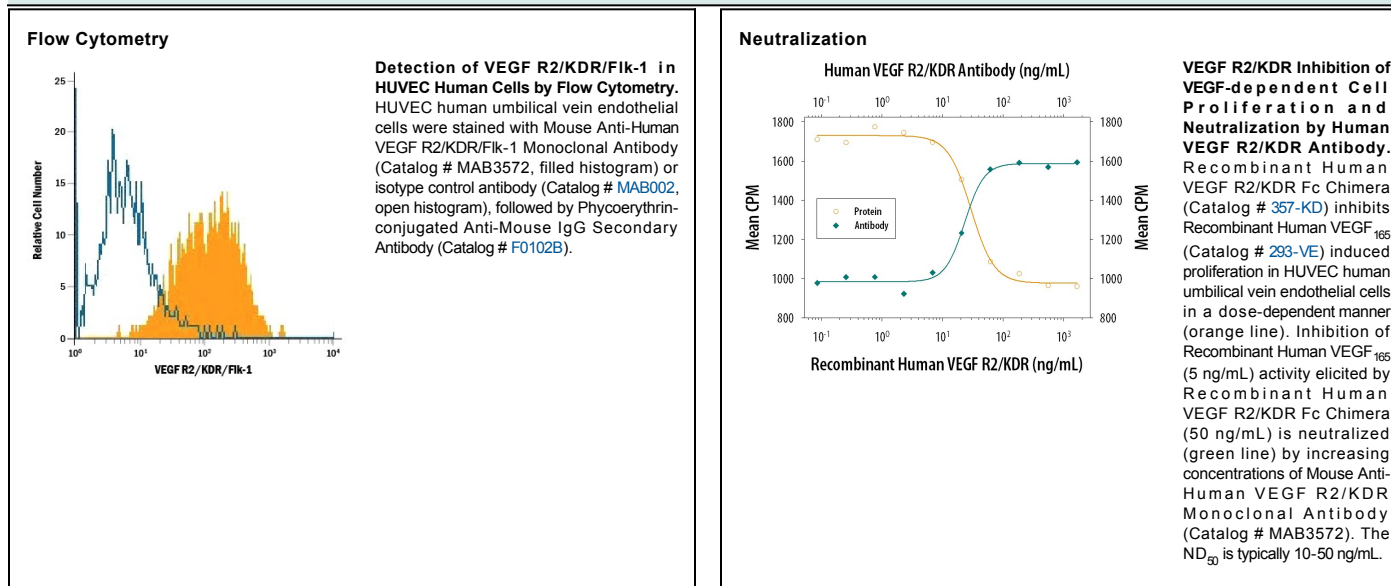 Flow Cytometry
Relative Cell Number
25
20
15
10
5
0
10⁰ 10¹ 10² 10³ 10⁴
VEGF R2/KDR/Flk-1
Detection of VEGF R2/KDR/Flk-1 in
HUVEC Human Cells by Flow Cytometry.
HUVEC human umbilical vein endothelial
cells were stained with Mouse Anti-Human
VEGF R2/KDR/Flk-1 Monoclonal Antibody
(Catalog # MAB3572, filled histogram) or
isotype control antibody (Catalog # MAB002,
open histogram), followed by Phycoerythrin-
conjugated Anti-Mouse IgG Secondary
Antibody (Catalog # F0102B).
Neutralization
Human VEGF R2/KDR Antibody (ng/mL)
10⁻¹ 10⁰ 10¹ 10² 10³
1800 1800
1600 1600
1400 1400
1200 1200
1000 1000
800 800
Mean CPM
Mean CPM
Protein
Antibody
10⁻¹ 10⁰ 10¹ 10² 10³
Recombinant Human VEGF R2/KDR (ng/mL)
VEGF R2/KDR Inhibition of
VEGF-dependent Cell
Proliferation and
Neutralization by Human
VEGF R2/KDR Antibody.
Recombinant Human
VEGF R2/KDR Fc Chimera
(Catalog # 357-KD) inhibits
Recombinant Human VEGF₁₆₅
(Catalog # 293-VE) induced
proliferation in HUVEC human
umbilical vein endothelial cells
in a dose-dependent manner
(orange line). Inhibition of
Recombinant Human VEGF₁₆₅
(5 ng/mL) activity elicited by
Recombinant Human
VEGF R2/KDR Fc Chimera
(50 ng/mL) is neutralized
(green line) by increasing
concentrations of Mouse Anti-
Human VEGF R2/KDR
Monoclonal Antibody
(Catalog # MAB3572). The
ND₅₀ is typically 10-50 ng/mL.